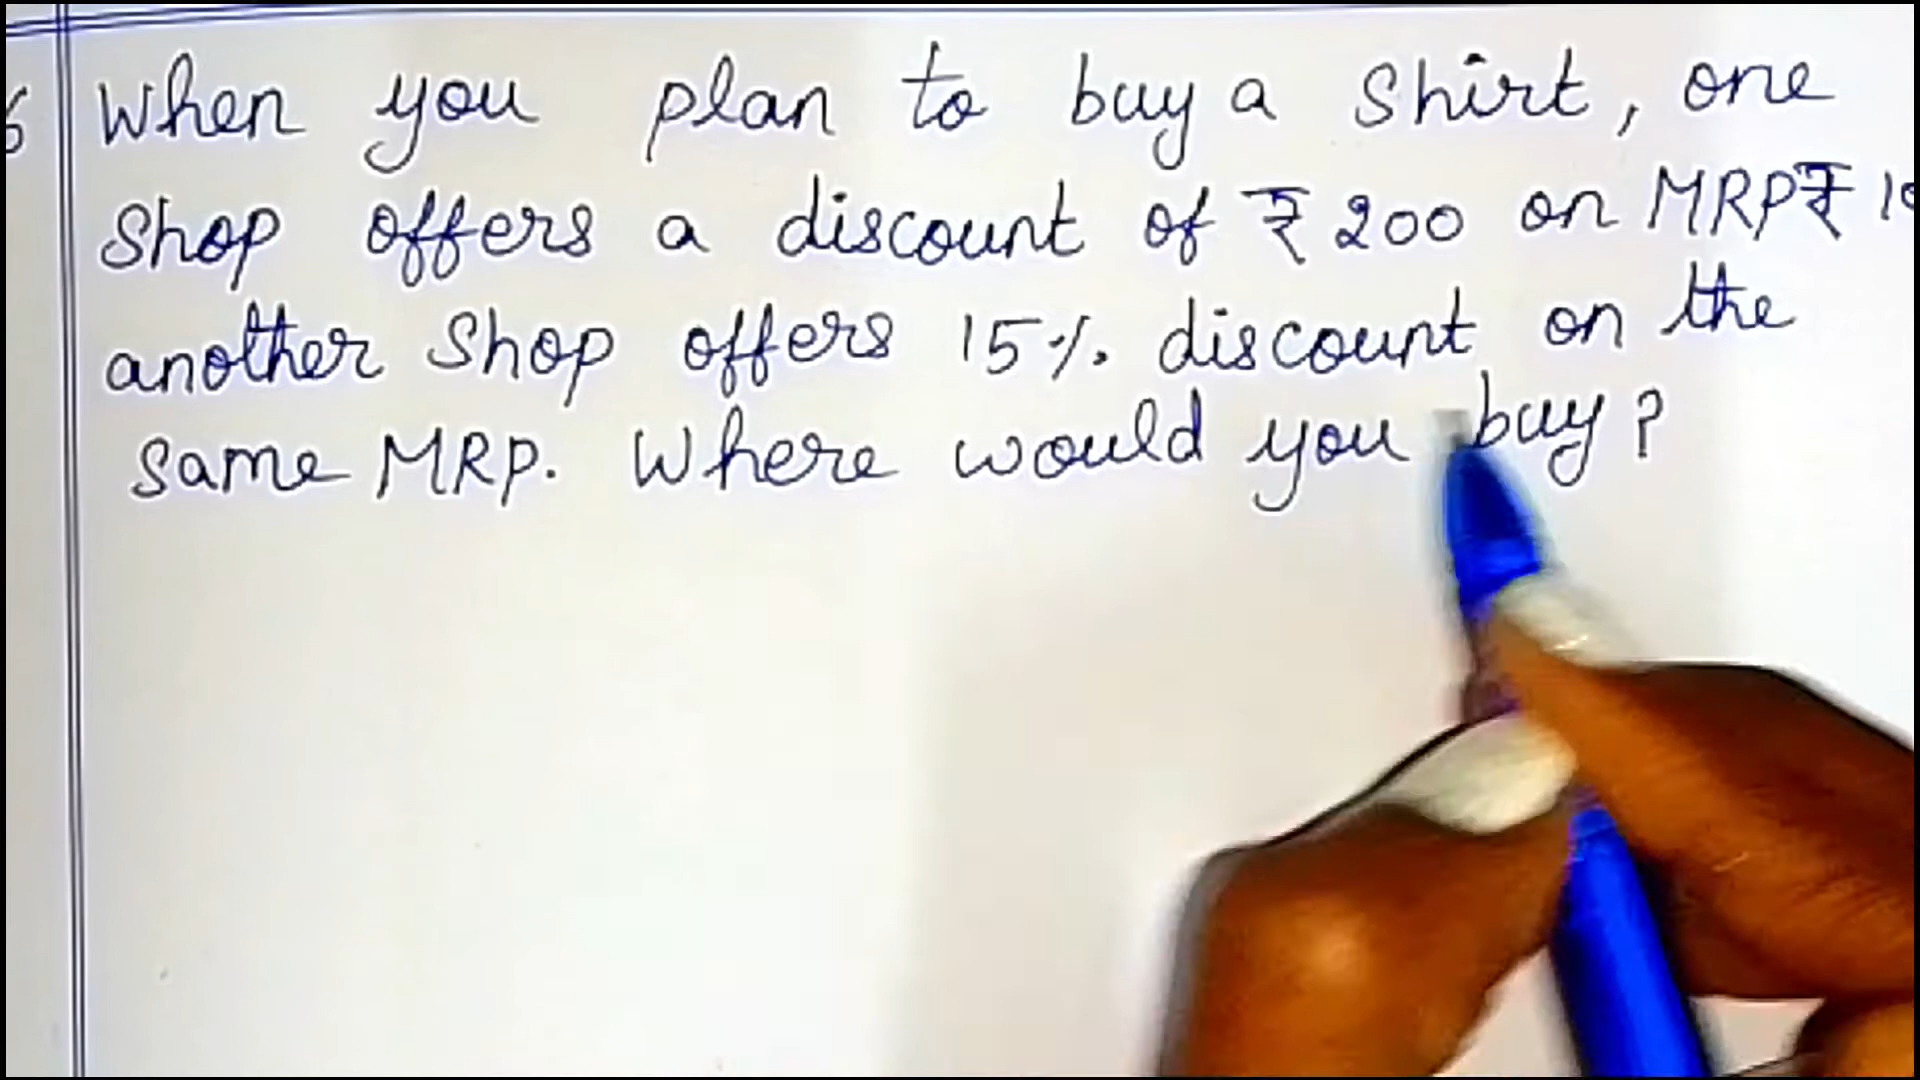 When you plan to buy a shirt, one
shop offers a discount of ₹ 200 on MRP ₹
another shop offers 15% discount on the
same MRP. Where would you buy?